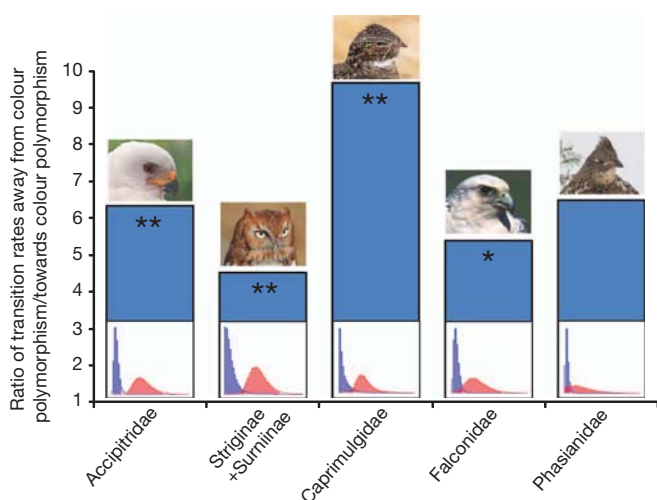 Ratio of transition rates away from colour
polymorphism/towards colour polymorphism
10
9
8
7
6
5
4
3
2
1
**
**
**
*
Accipitridae
Striginae
+Surniinae
Caprimulgidae
Falconidae
Phasianidae